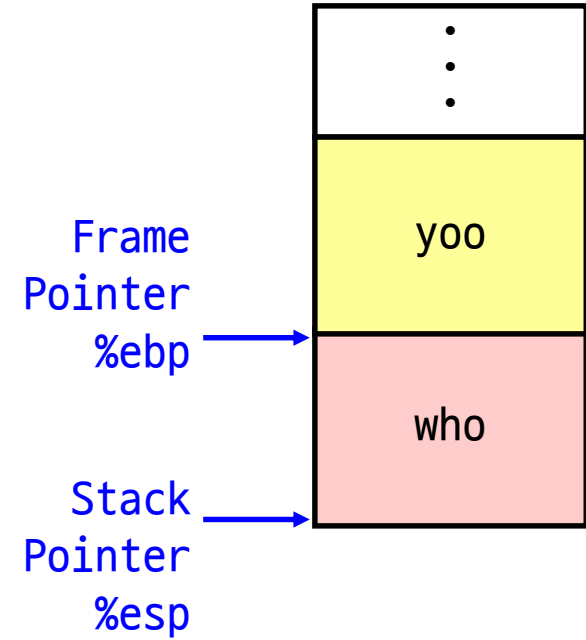 •
•
•
yoo
Frame
Pointer
%ebp
who
Stack
Pointer
%esp